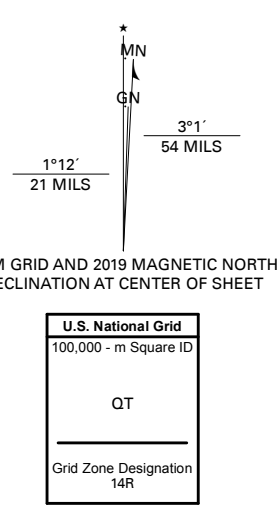 ★
MN
GN
3°1´
54 MILS
1°12´
21 MILS
M GRID AND 2019 MAGNETIC NORTH
ECLINATION AT CENTER OF SHEET
U.S. National Grid
100,000 - m Square ID
QT
Grid Zone Designation
14R